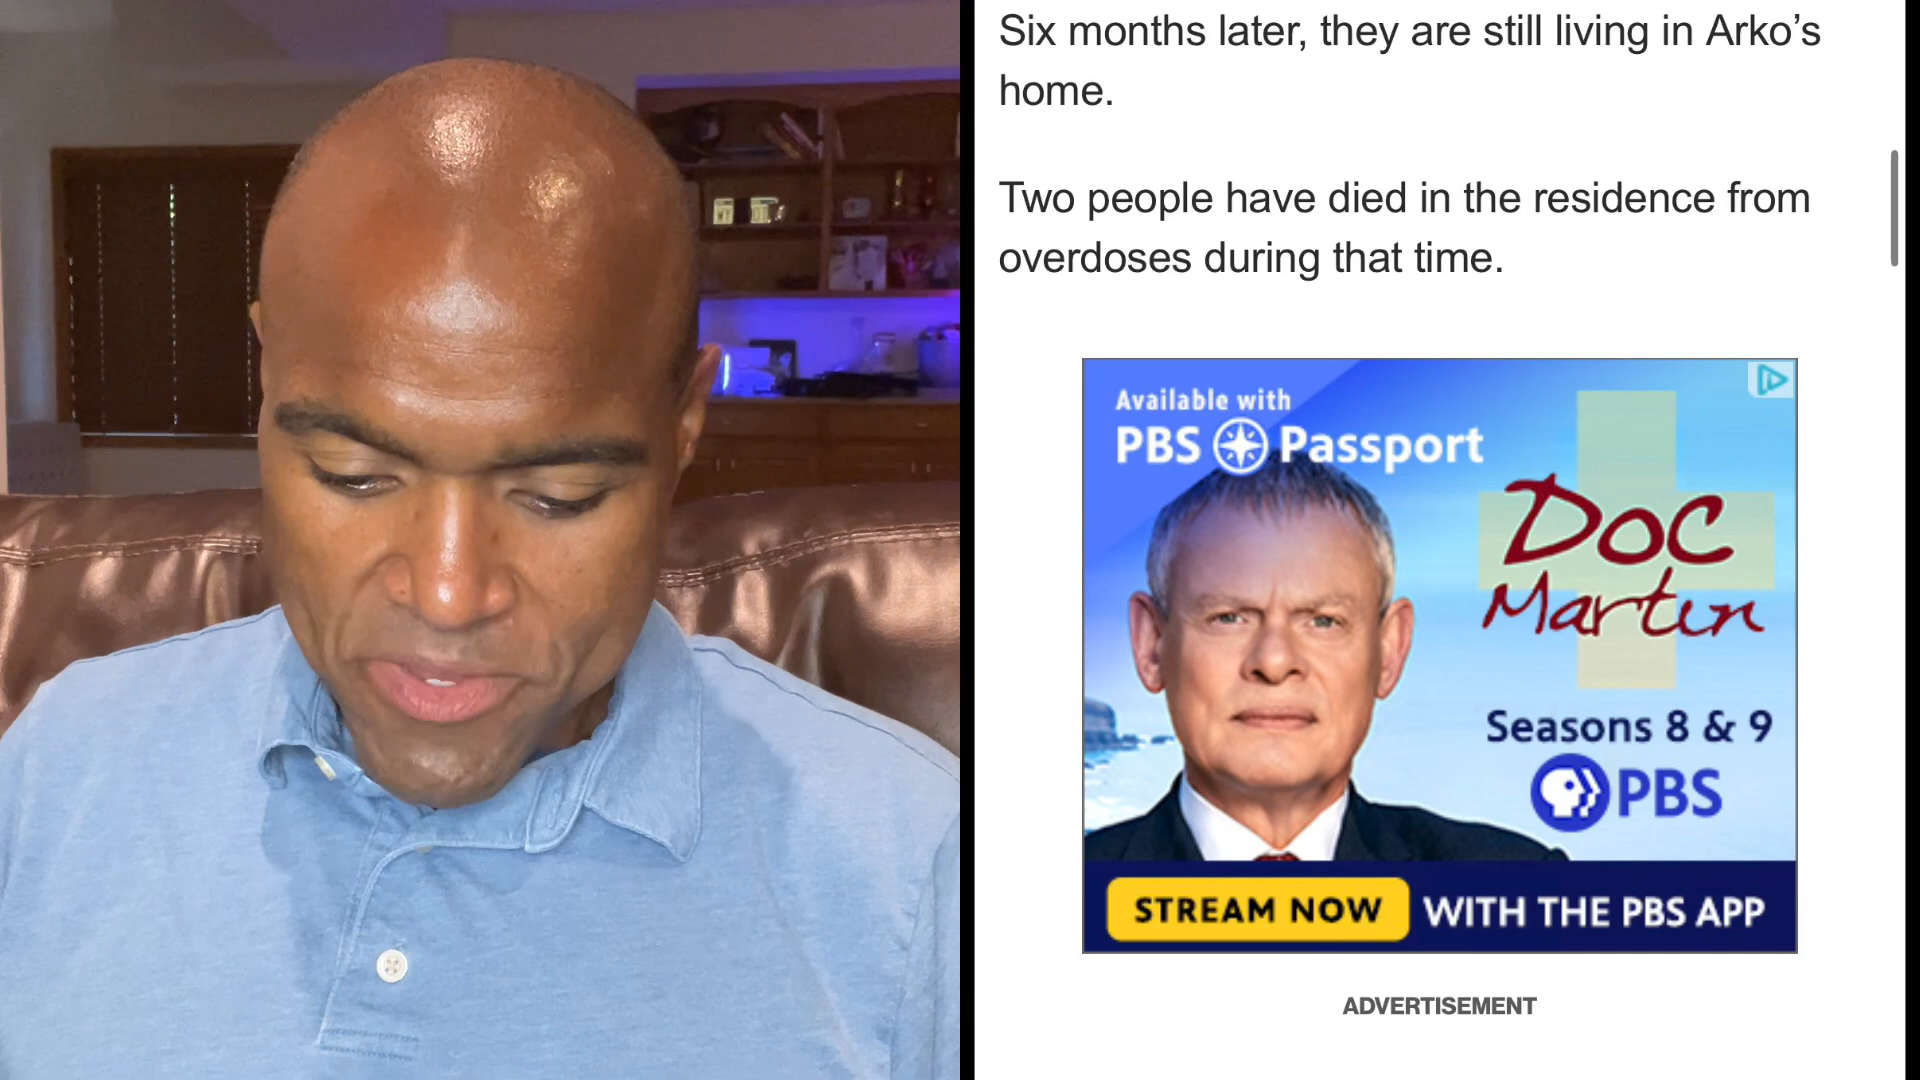 Six months later, they are still living in Arko’s
home.
Two people have died in the residence from
overdoses during that time.
Available with
PBS Passport
Doc
Martin
Seasons 8 & 9
PBS
STREAM NOW WITH THE PBS APP
ADVERTISEMENT